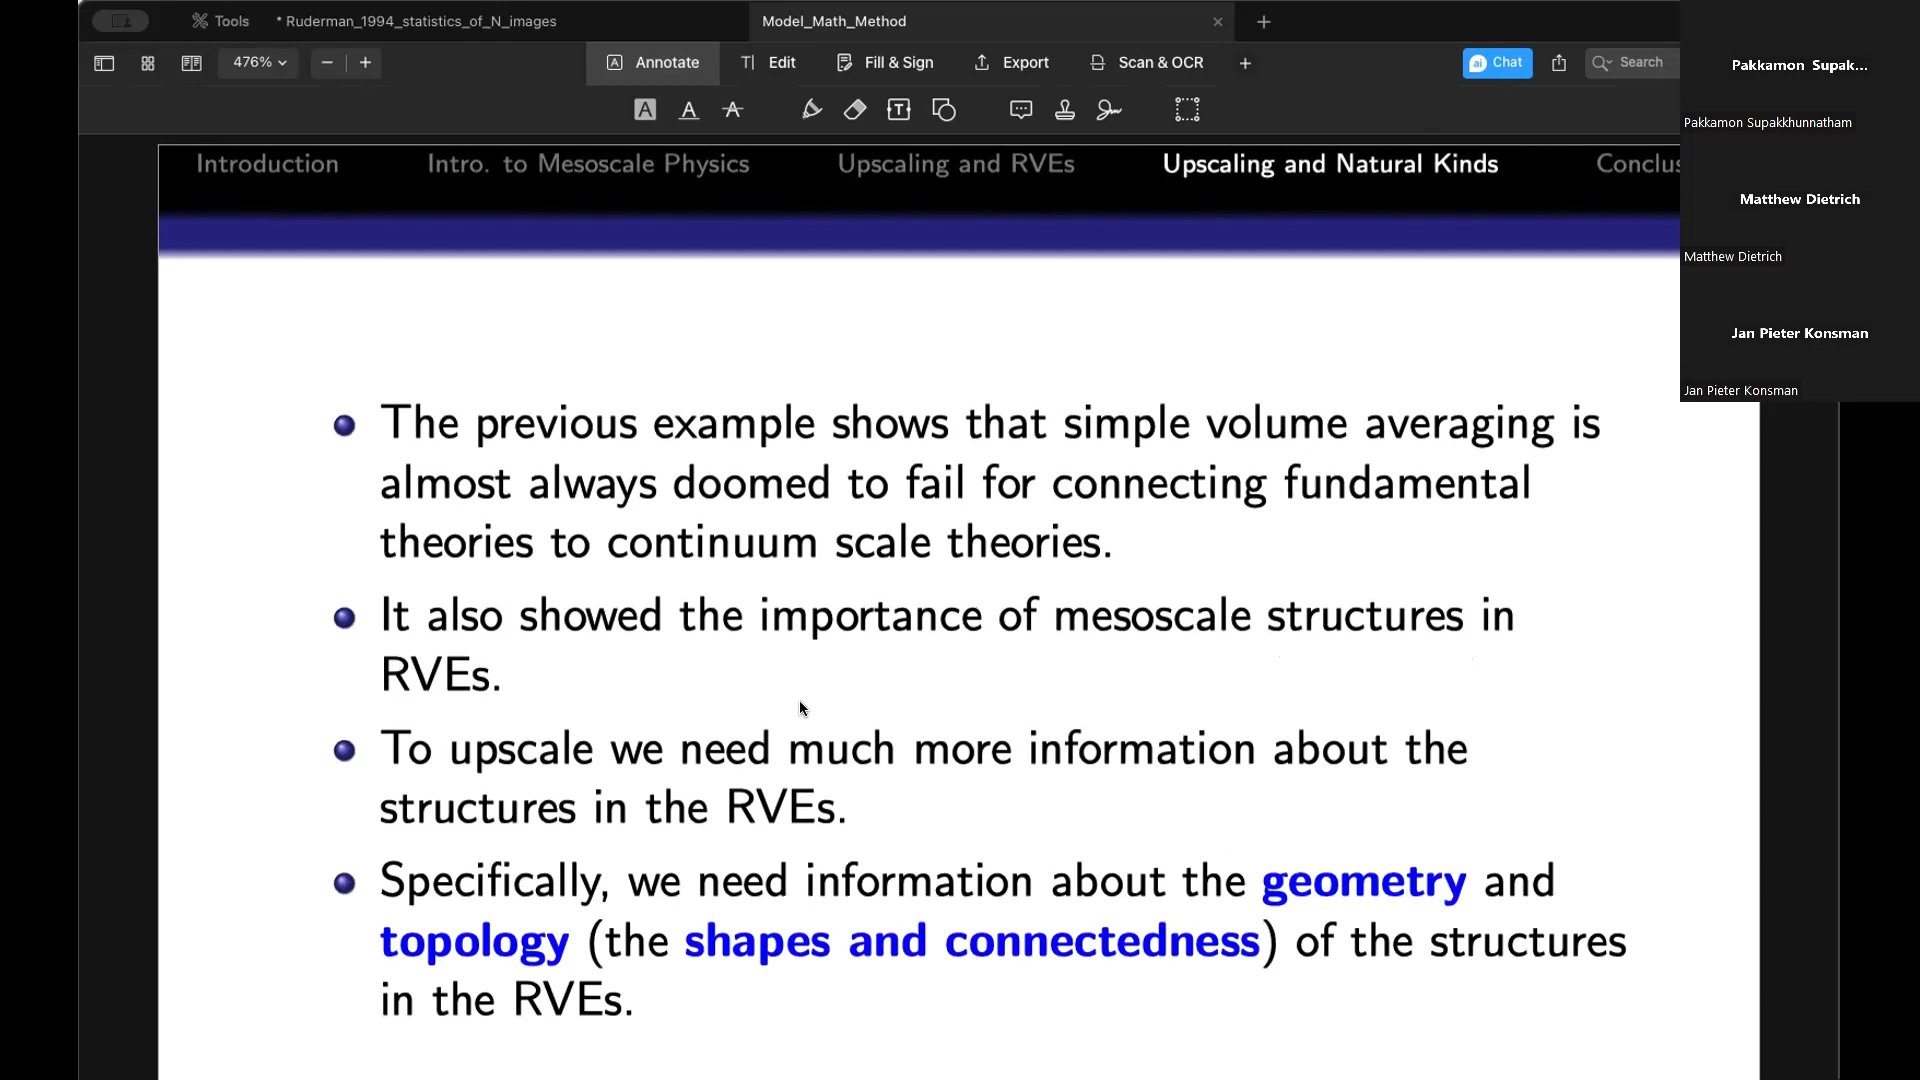 Tools
* Ruderman_1994_statistics_of_N_images
Model_Math_Method
476%
Annotate
Edit
Fill & Sign
Export
Scan & OCR
ai Chat
Search
Pakkamon Supak...
Pakkamon Supakkhunnatham
Matthew Dietrich
Matthew Dietrich
Jan Pieter Konsman
Jan Pieter Konsman
Introduction
Intro. to Mesoscale Physics
Upscaling and RVEs
Upscaling and Natural Kinds
Conclus
The previous example shows that simple volume averaging is
almost always doomed to fail for connecting fundamental
theories to continuum scale theories.
It also showed the importance of mesoscale structures in
RVEs.
To upscale we need much more information about the
structures in the RVEs.
Specifically, we need information about the geometry and
topology (the shapes and connectedness) of the structures
in the RVEs.